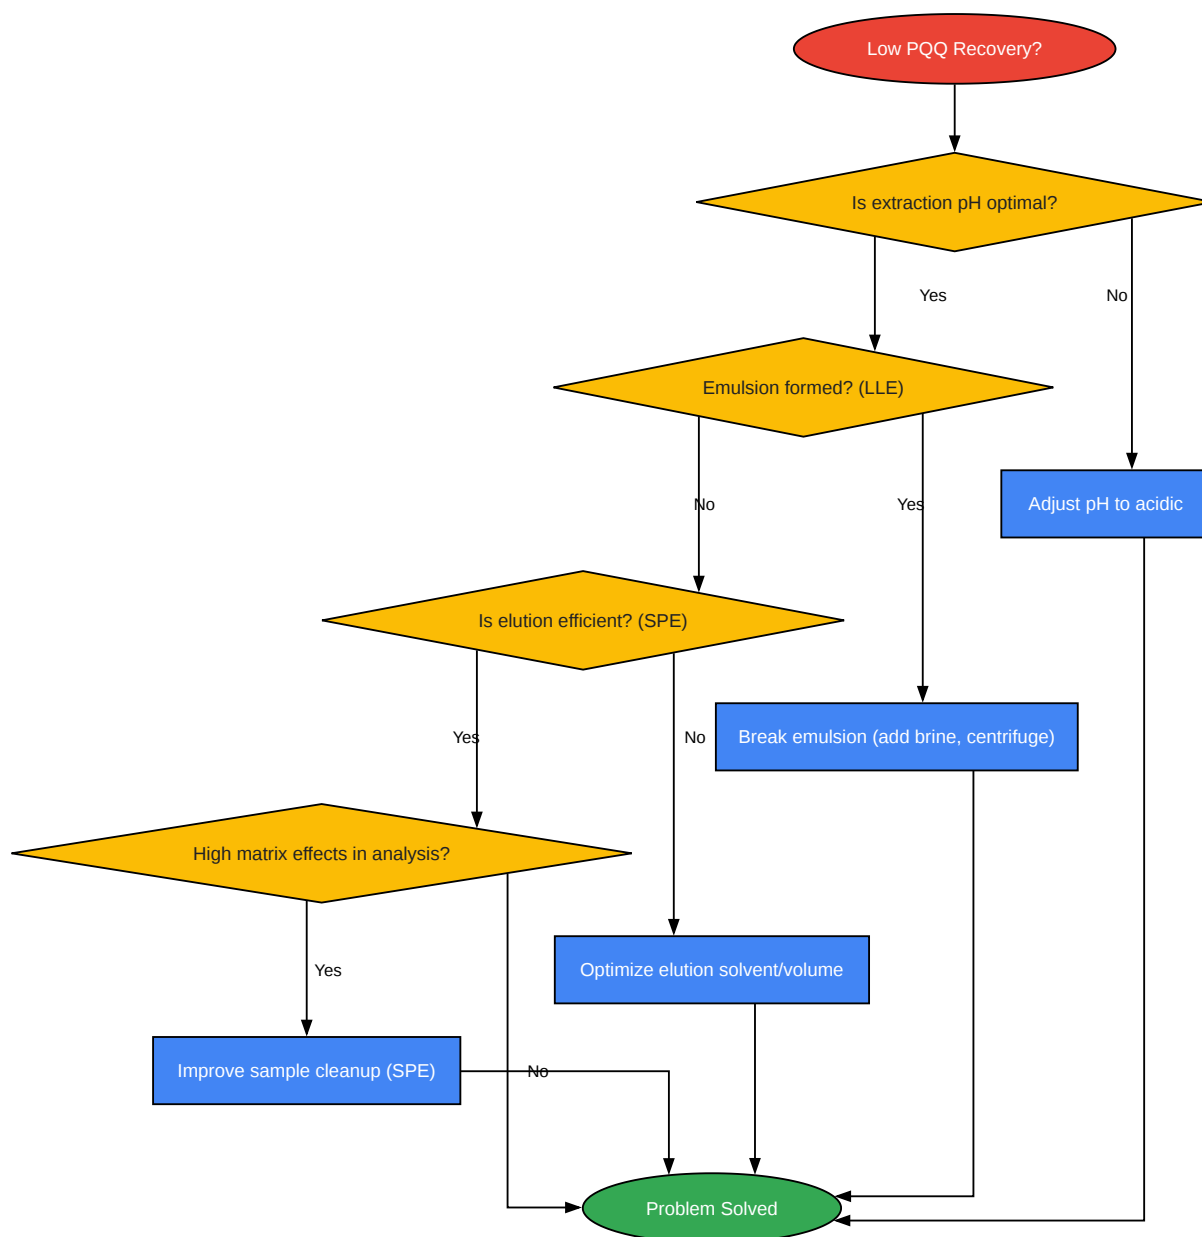 Low PQQ Recovery?
Is extraction pH optimal?
Yes
No
Emulsion formed? (LLE)
No
Yes
Adjust pH to acidic
Is elution efficient? (SPE)
Yes
No
Break emulsion (add brine, centrifuge)
High matrix effects in analysis?
Yes
Optimize elution solvent/volume
Improve sample cleanup (SPE)
No
Problem Solved